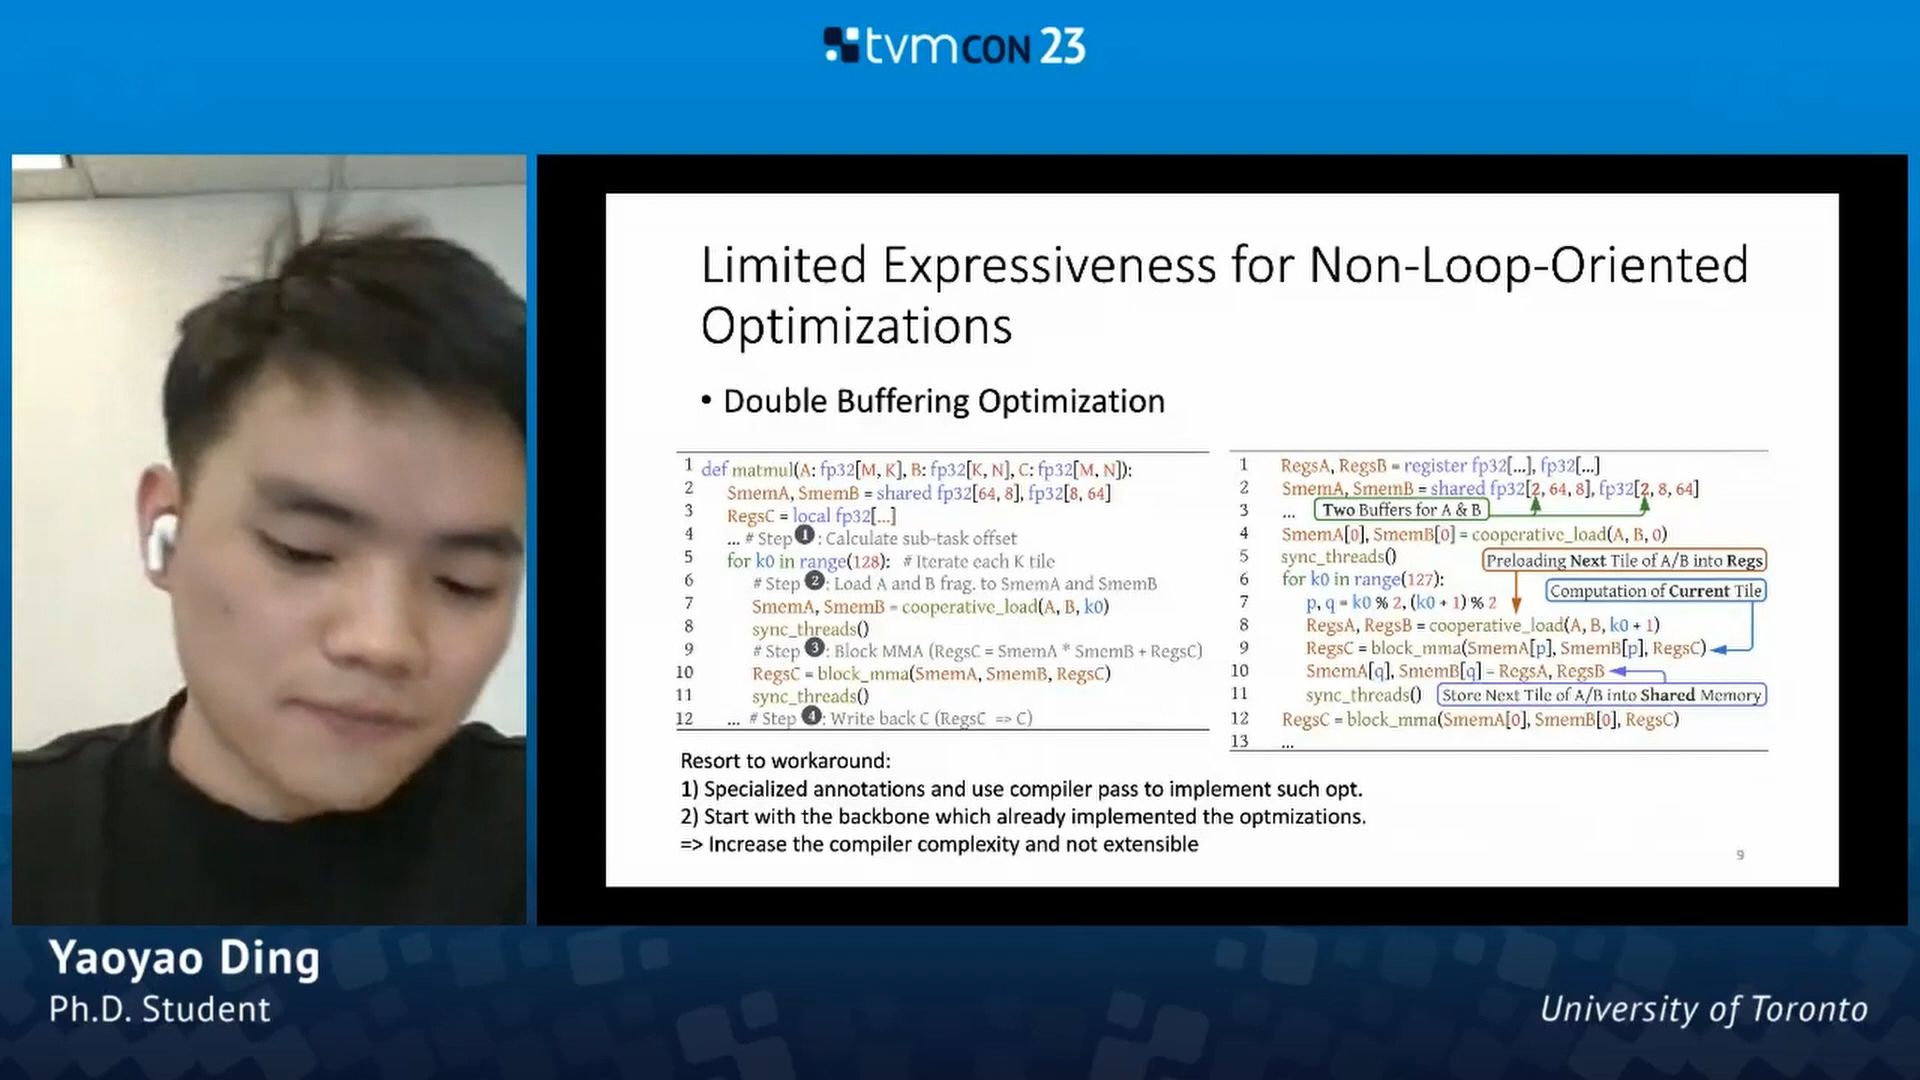 tvmCON 23
Limited Expressiveness for Non-Loop-Oriented
Optimizations
• Double Buffering Optimization
1 def matmul(A: fp32[M, K], B: fp32[K, N], C: fp32[M, N]):
2 SmemA, SmemB = shared fp32[64, 8], fp32[8, 64]
3 RegsC = local fp32[...]
4 ... # Step 1: Calculate sub-task offset
5 for k0 in range(128): # Iterate each K tile
6 # Step 2: Load A and B frag. to SmemA and SmemB
7 SmemA, SmemB = cooperative_load(A, B, k0)
8 sync_threads()
9 # Step 3: Block MMA (RegsC = SmemA * SmemB + RegsC)
10 RegsC = block_mma(SmemA, SmemB, RegsC)
11 sync_threads()
12 ... # Step 4: Write back C (RegsC => C)
1 RegsA, RegsB = register fp32[...], fp32[...]
2 SmemA, SmemB = shared fp32[2, 64, 8], fp32[2, 8, 64]
3 ... Two Buffers for A & B
4 SmemA[0], SmemB[0] = cooperative_load(A, B, 0)
5 sync_threads()
Preloading Next Tile of A/B into Regs
6 for k0 in range(127):
Computation of Current Tile
7 p, q = k0 % 2, (k0 + 1) % 2
8 RegsA, RegsB = cooperative_load(A, B, k0 + 1)
9 RegsC = block_mma(SmemA[p], SmemB[p], RegsC)
10 SmemA[q], SmemB[q] = RegsA, RegsB
11 sync_threads() Store Next Tile of A/B into Shared Memory
12 RegsC = block_mma(SmemA[0], SmemB[0], RegsC)
13 ...
Resort to workaround:
1) Specialized annotations and use compiler pass to implement such opt.
2) Start with the backbone which already implemented the optmizations.
=> Increase the compiler complexity and not extensible
9
Yaoyao Ding
Ph.D. Student
University of Toronto